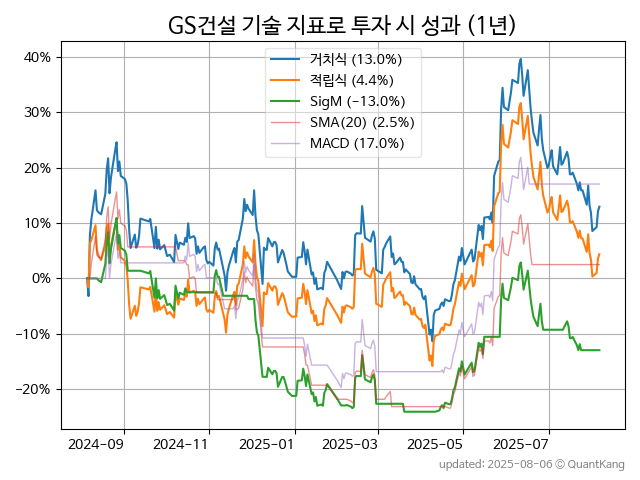 GS건설 기술 지표로 투자 시 성과 (1년)
거치식 (13.0%)
적립식 (4.4%)
SigM (−13.0%)
SMA(20) (2.5%)
MACD (17.0%)
40%
30%
20%
10%
0%
−10%
−20%
2024-09 2024-11 2025-01 2025-03 2025-05 2025-07
updated: 2025-08-06 © QuantKang